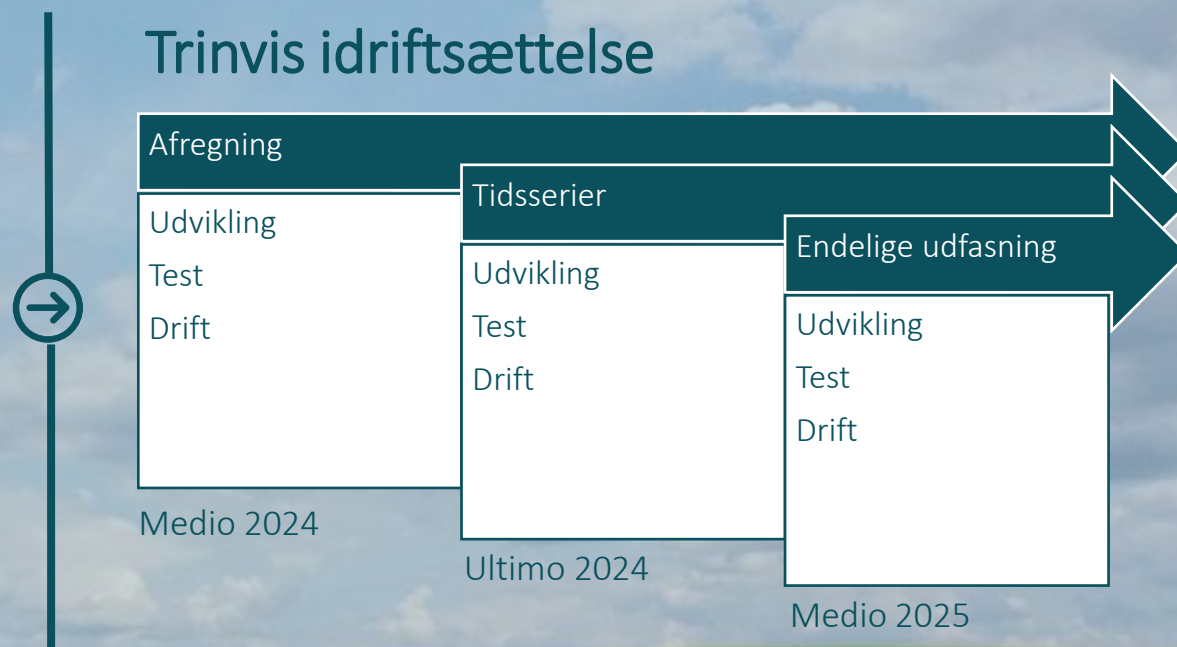 Trinvis idriftsættelse
Afregning
Udvikling
Test
Drift
Medio 2024
Tidsserier
Udvikling
Test
Drift
Ultimo 2024
Endelige udfasning
Udvikling
Test
Drift
Medio 2025